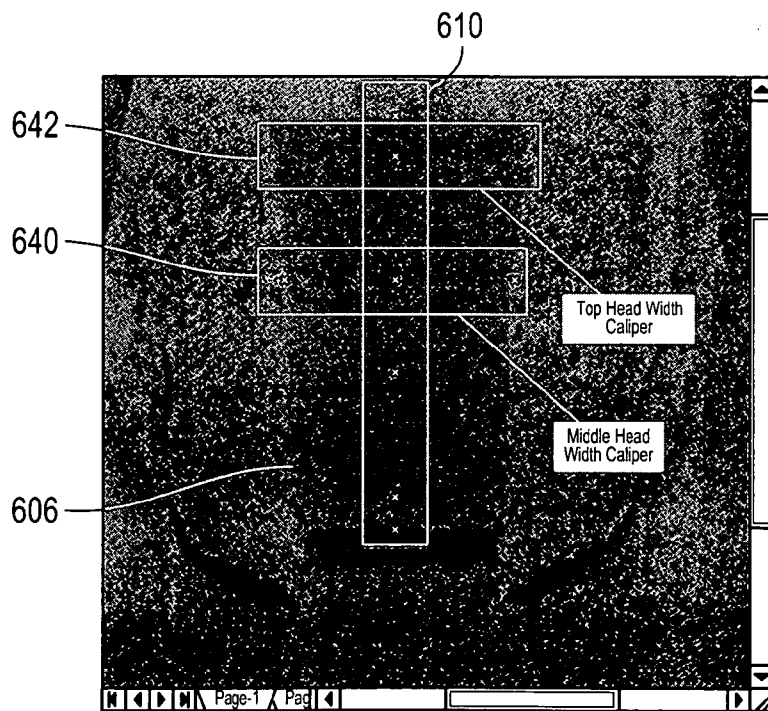 610
642
640
Top Head Width
Caliper
Middle Head
Width Caliper
606
Page-1 Pag